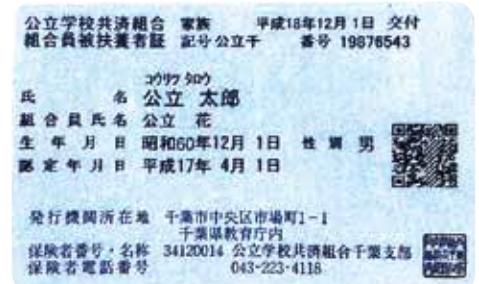 公立学校共済組合 家族 平成18年12月1日 交付
組合員被扶養者証 記号 公立千 番号 19876543
コウリツ タロウ
氏名 公立 太郎
組合員氏名 公立 花
生年月日 昭和60年12月 1日 性別 男
認定年月日 平成17年 4月 1日
発行機関所在地 千葉市中央区市場町1-1
千葉県教育庁内
保険者番号・名称 34120014 公立学校共済組合千葉支部
保険者電話番号 043-223-4118